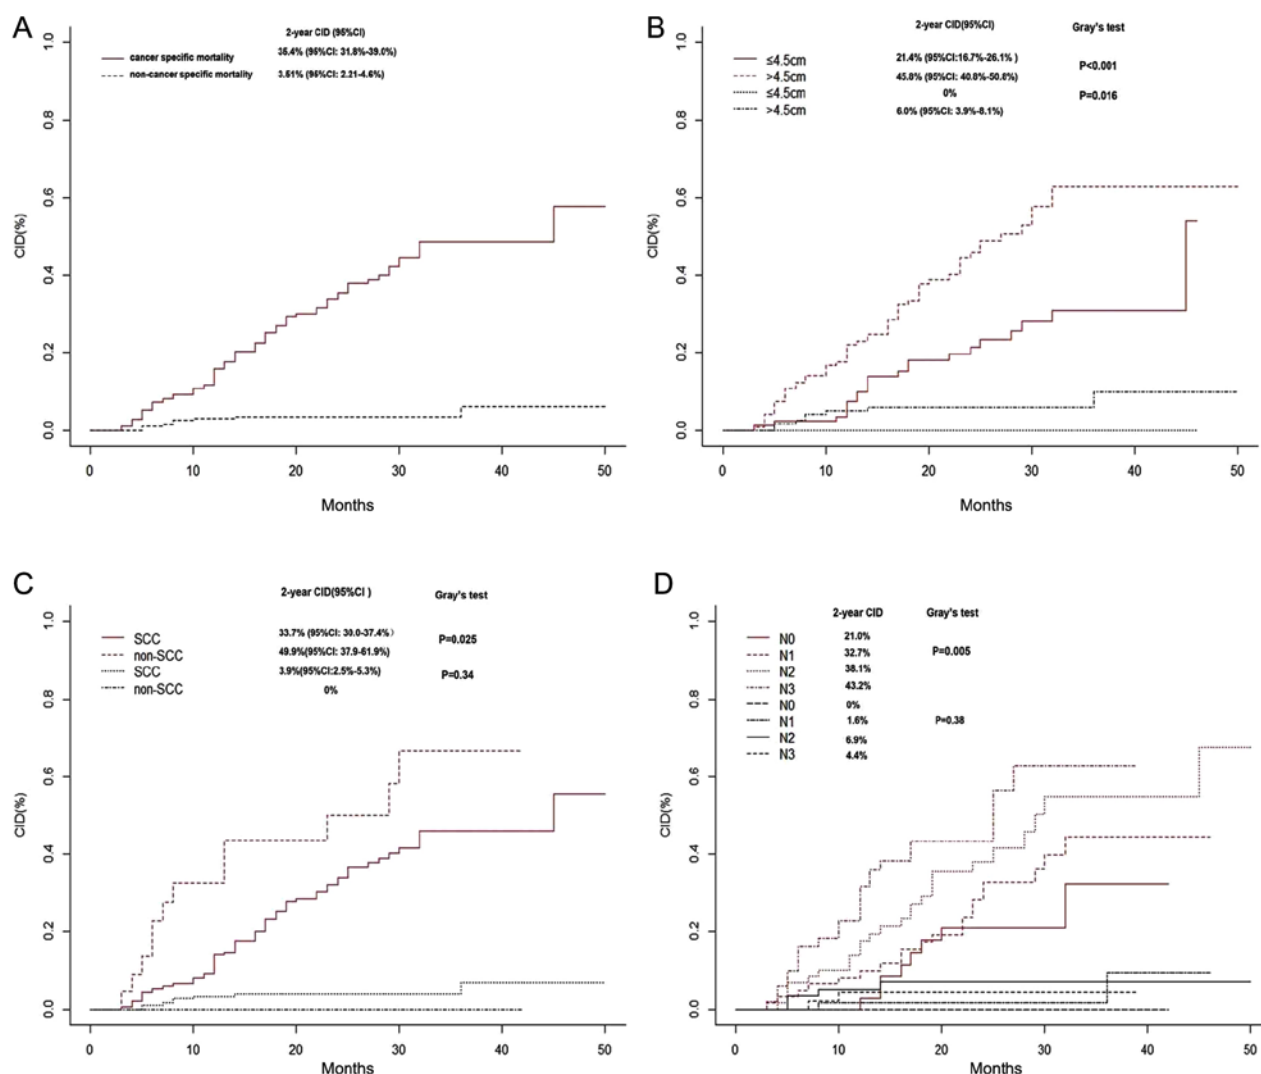 A
2-year CID (95%CI)
cancer specific mortality 35.4% (95%CI: 31.8%-39.0%)
non-cancer specific mortality 3.51% (95%CI: 2.21-4.6%)
1.0
0.8
0.6
0.4
0.2
0.0
CID(%)
0 10 20 30 40 50
Months
B
2-year CID(95%CI) Gray's test
≤4.5cm 21.4% (95%CI:16.7%-26.1% )
P<0.001
>4.5cm 45.8% (95%CI: 40.8%-50.8%)
≤4.5cm 0% P=0.016
>4.5cm 6.0% (95%CI: 3.9%-8.1%)
1.0
0.8
0.6
0.4
0.2
0.0
CID(%)
0 10 20 30 40 50
Months
C
2-year CID(95%CI ) Gray's test
SCC 33.7% (95%CI: 30.0-37.4%) P=0.025
non-SCC 49.9%(95%CI: 37.9-61.9%)
SCC 3.9%(95%CI:2.5%-5.3%) P=0.34
non-SCC 0%
1.0
0.8
0.6
0.4
0.2
0.0
CID(%)
0 10 20 30 40 50
Months
D
2-year CID Gray's test
N0 21.0%
N1 32.7% P=0.005
N2 38.1%
N3 43.2%
N0 0%
N1 1.6% P=0.38
N2 6.9%
N3 4.4%
1.0
0.8
0.6
0.4
0.2
0.0
CID(%)
0 10 20 30 40 50
Months